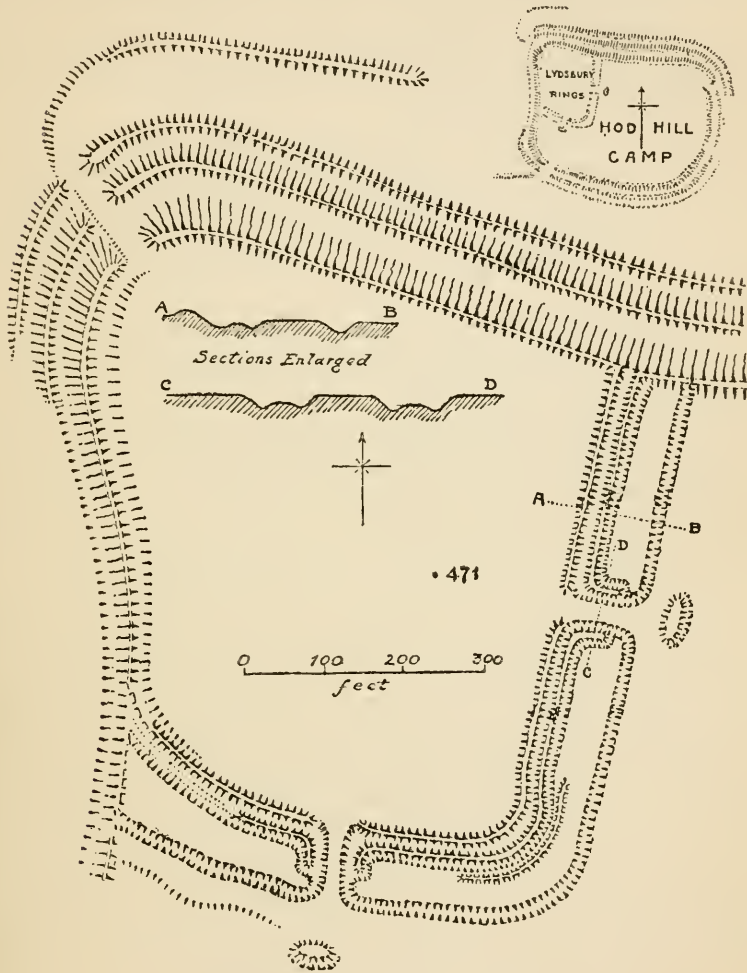 LYDSBURY
RINGS
HOD HILL
CAMP
A B
Sections Enlarged
C D
A
B
D
• 471
C
0 100 200 300
feet